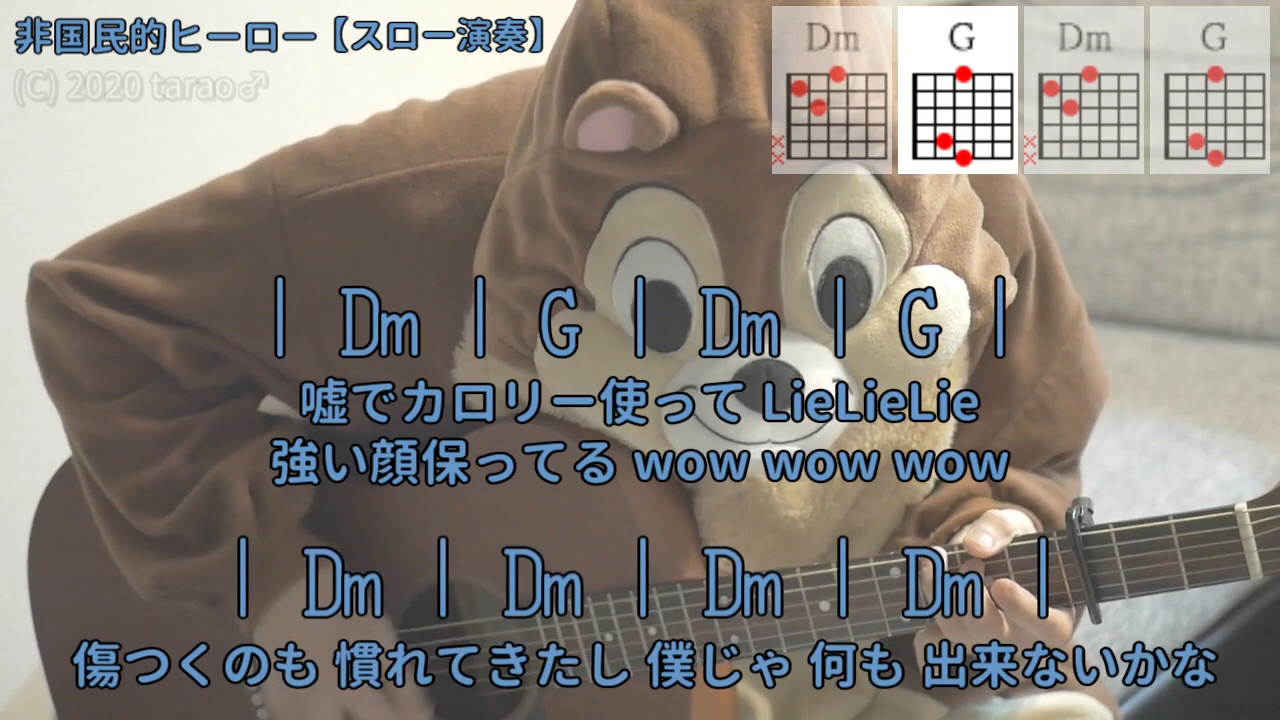 非国民的ヒーロー【スロー演奏】
(C) 2020 tarao♂
Dm G Dm G
| Dm | G | Dm | G |
嘘でカロリー使って LieLieLie
強い顔保ってる wow wow wow
| Dm | Dm | Dm | Dm |
傷つくのも 慣れてきたし 僕じゃ 何も 出来ないかな